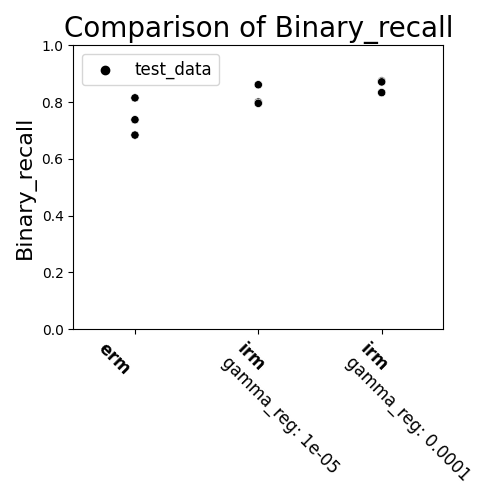 Comparison of Binary_recall
test_data
Binary_recall
1.0
0.8
0.6
0.4
0.2
0.0
erm
irm
gamma_reg: 1e-05
irm
gamma_reg: 0.0001